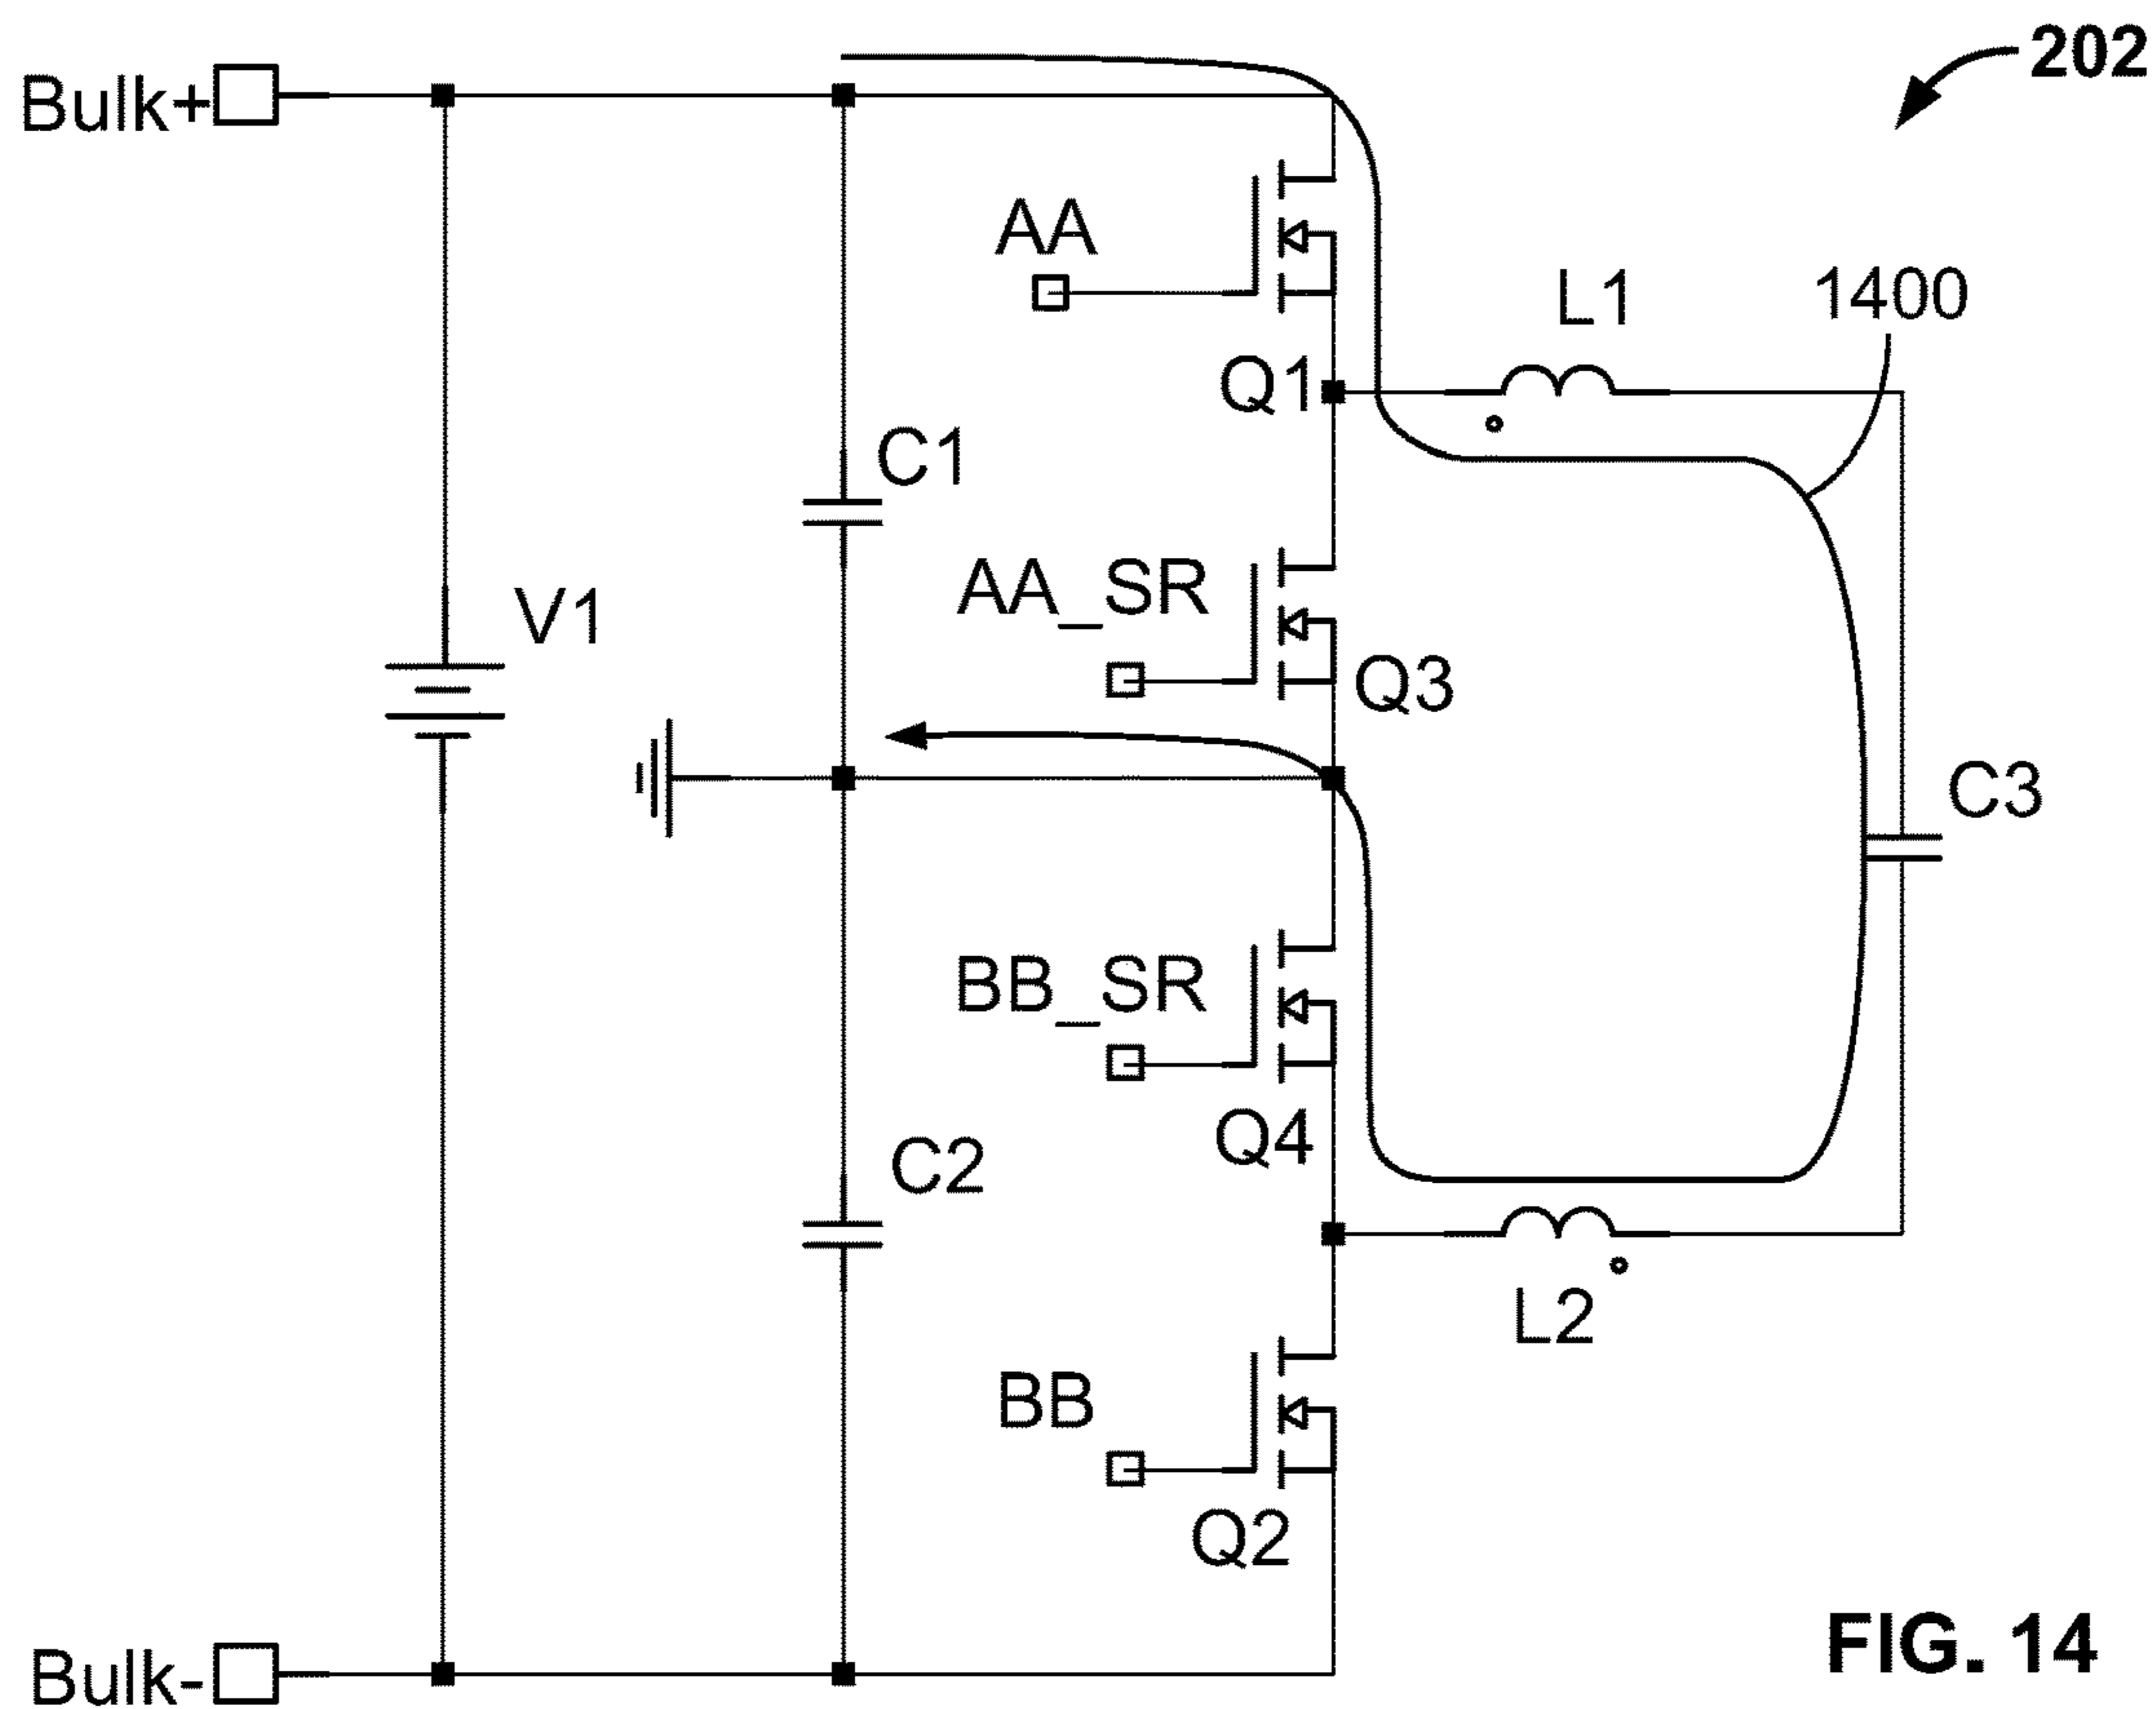 202
Bulk+
AA
L1
1400
Q1
C1
AA_SR
V1
Q3
C3
BB_SR
Q4
C2
L2
BB
Q2
FIG. 14
Bulk-